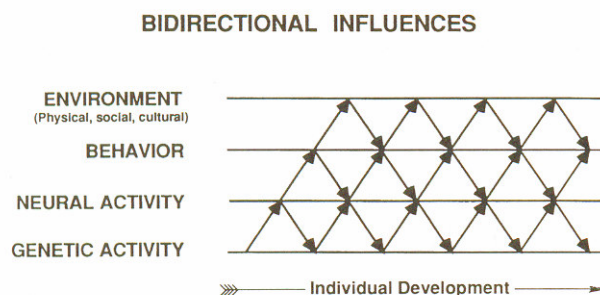 BIDIRECTIONAL INFLUENCES
ENVIRONMENT
(Physical, social, cultural)
BEHAVIOR
NEURAL ACTIVITY
GENETIC ACTIVITY
Individual Development